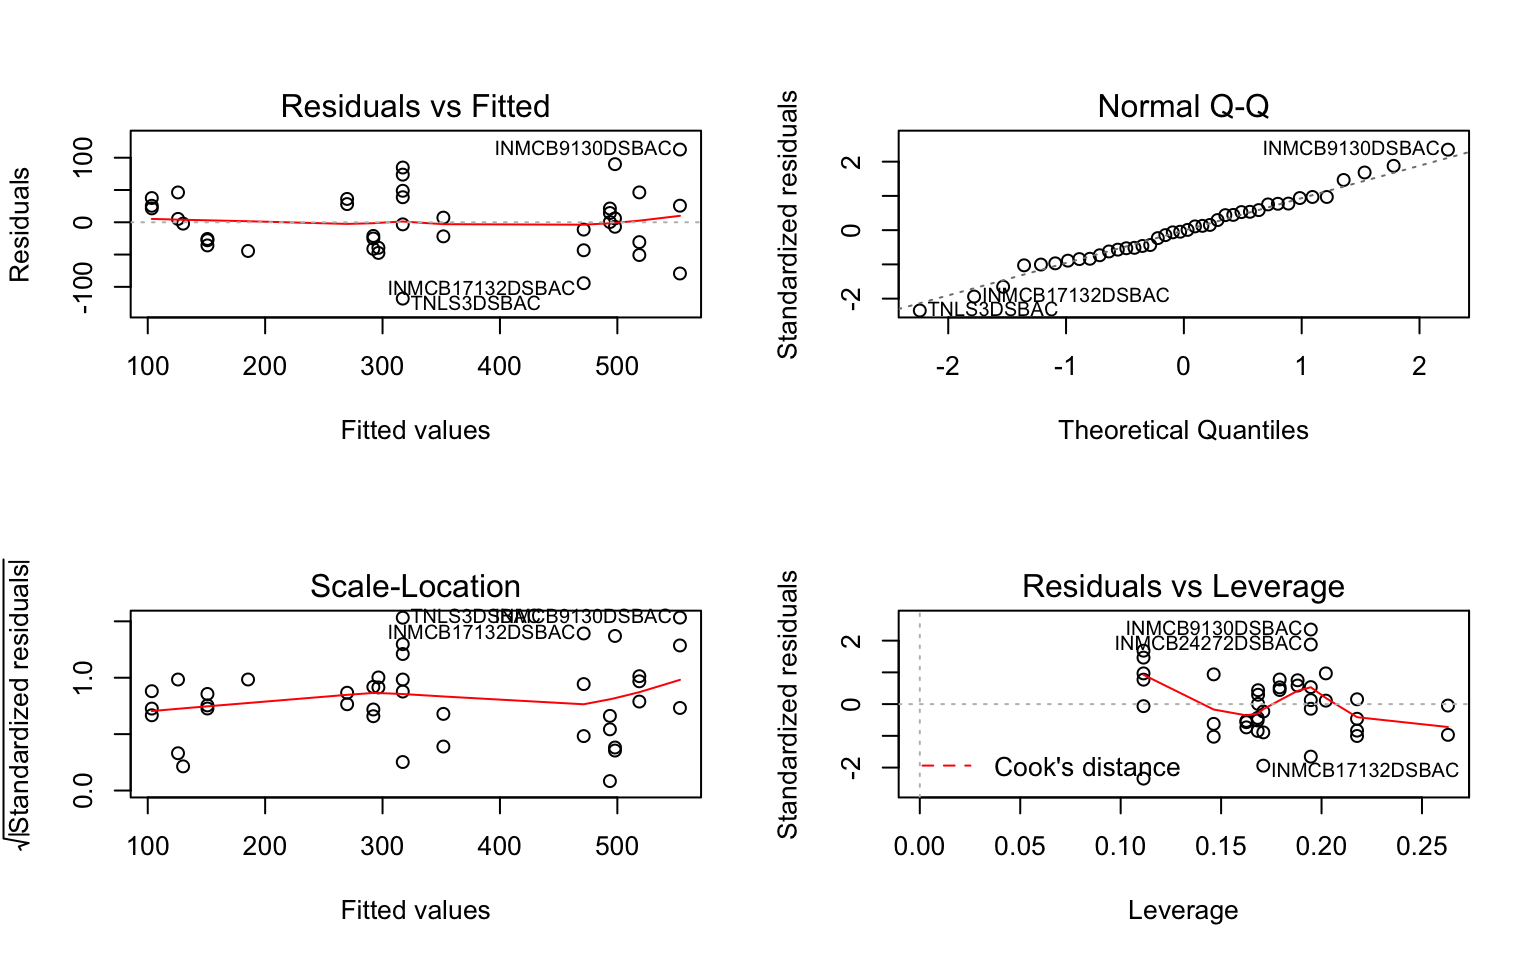 Residuals vs Fitted
Residuals
100
0
-100
INMCB9130DSBAC
INMCB17132DSBAC
TNLS3DSBAC
100 200 300 400 500
Fitted values
Normal Q-Q
Standardized residuals
2
0
-2
INMCB9130DSBAC
INMCB17132DSBAC
TNLS3DSBAC
-2 -1 0 1 2
Theoretical Quantiles
Scale-Location
√|Standardized residuals|
1.0
0.0
TNLS3DSBAC
INMCB9130DSBAC
INMCB17132DSBAC
100 200 300 400 500
Fitted values
Residuals vs Leverage
Standardized residuals
2
0
-2
INMCB9130DSBAC
INMCB24272DSBAC
Cook's distance
INMCB17132DSBAC
0.00 0.05 0.10 0.15 0.20 0.25
Leverage